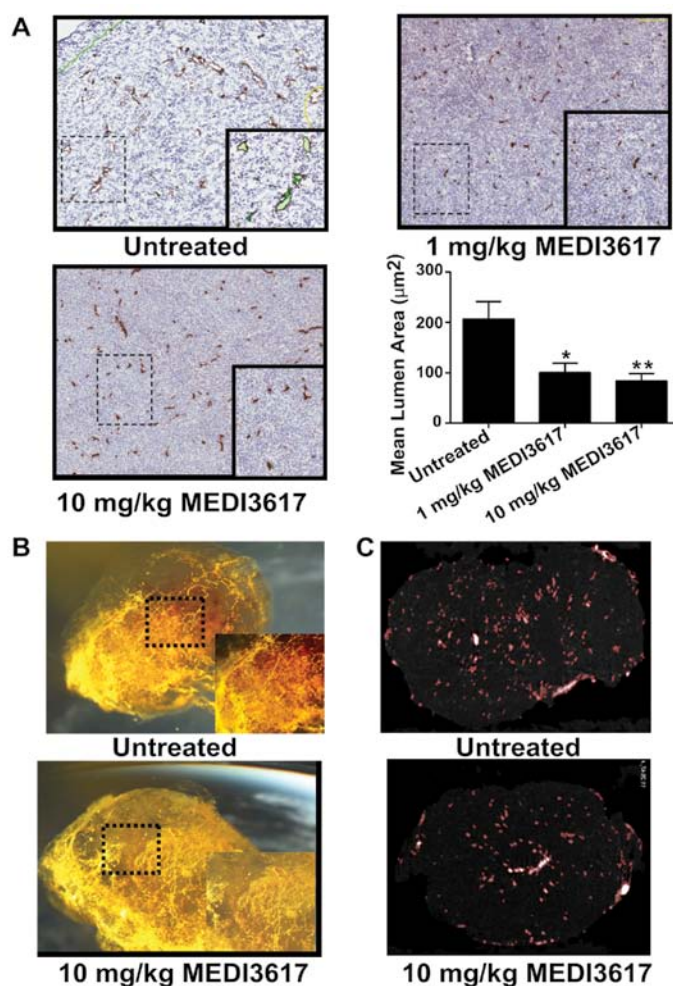 A
Untreated
1 mg/kg MEDI3617
10 mg/kg MEDI3617
Mean Lumen Area (µm2)
300
200
100
0
*
**
Untreated
1 mg/kg MEDI3617
10 mg/kg MEDI3617
B
Untreated
10 mg/kg MEDI3617
C
Untreated
10 mg/kg MEDI3617